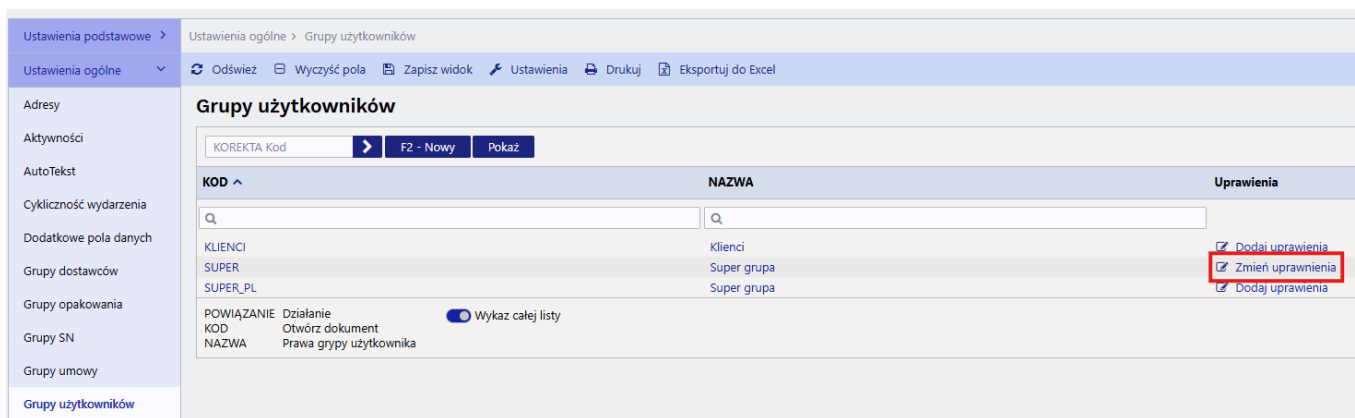 Ustawienia podstawowe
Ustawienia ogólne > Grupy użytkowników
Ustawienia ogólne
Odśwież Wyczyść pola Zapisz widok Ustawienia Drukuj Eksportuj do Excel
Adresy
Aktywności
AutoTekst
Cykliczność wydarzenia
Dodatkowe pola danych
Grupy dostawców
Grupy opakowania
Grupy SN
Grupy umowy
Grupy użytkowników
Grupy użytkowników
KOREKTA Kod F2 - Nowy Pokaż
KOD NAZWA Uprawienia
KLIENCI Klienci Dodaj uprawienia
SUPER Super grupa Zmień uprawnienia
SUPER_PL Super grupa Dodaj uprawienia
POWIĄZANIE Działanie Wykaz całej listy
KOD Otwórz dokument
NAZWA Prawa grypy użytkownika